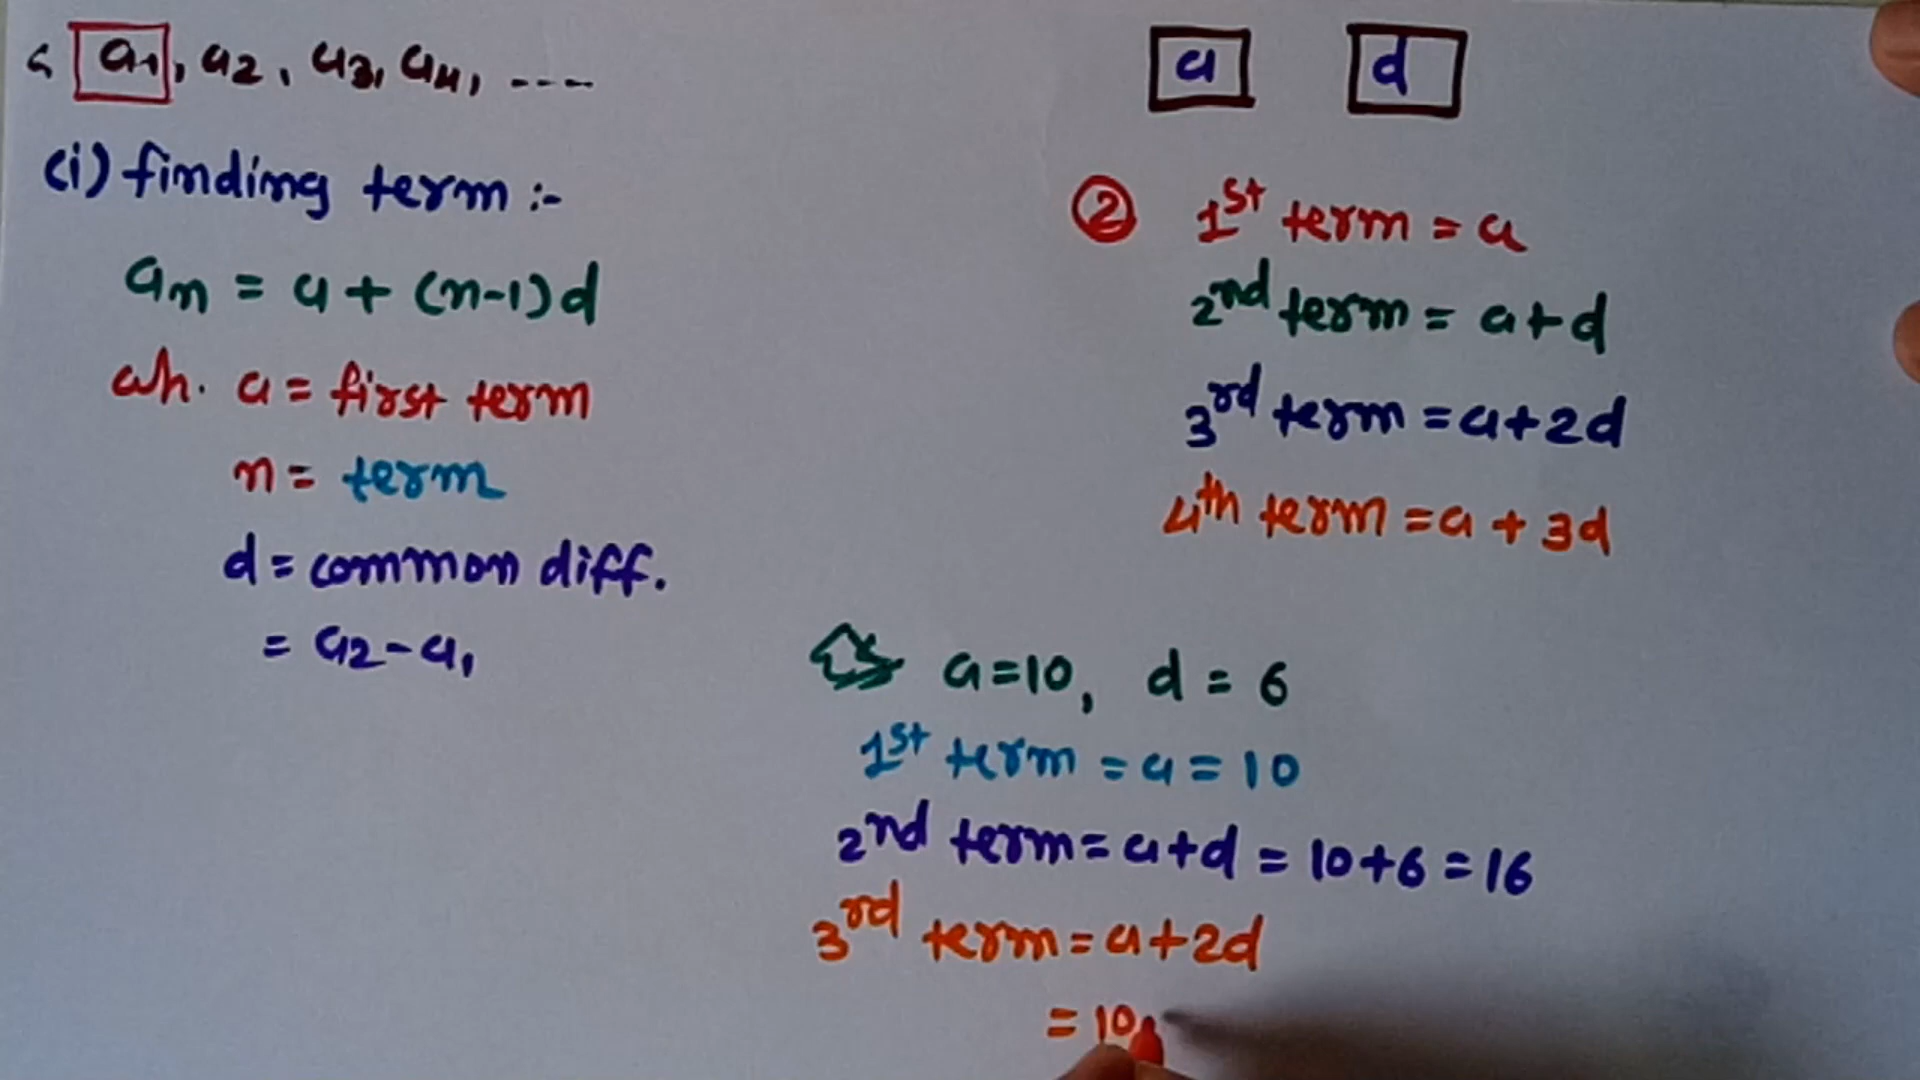 a1, a2, a3, a4, ----
(i) finding term :-
an = a + (n-1)d
wh. a = first term
n = term
d = common diff.
= a2 - a1
a d
② 1st term = a
2nd term = a+d
3rd term = a+2d
4th term = a + 3d
a=10, d = 6
1st term = a = 10
2nd term = a+d = 10+6 = 16
3rd term = a+2d
= 10